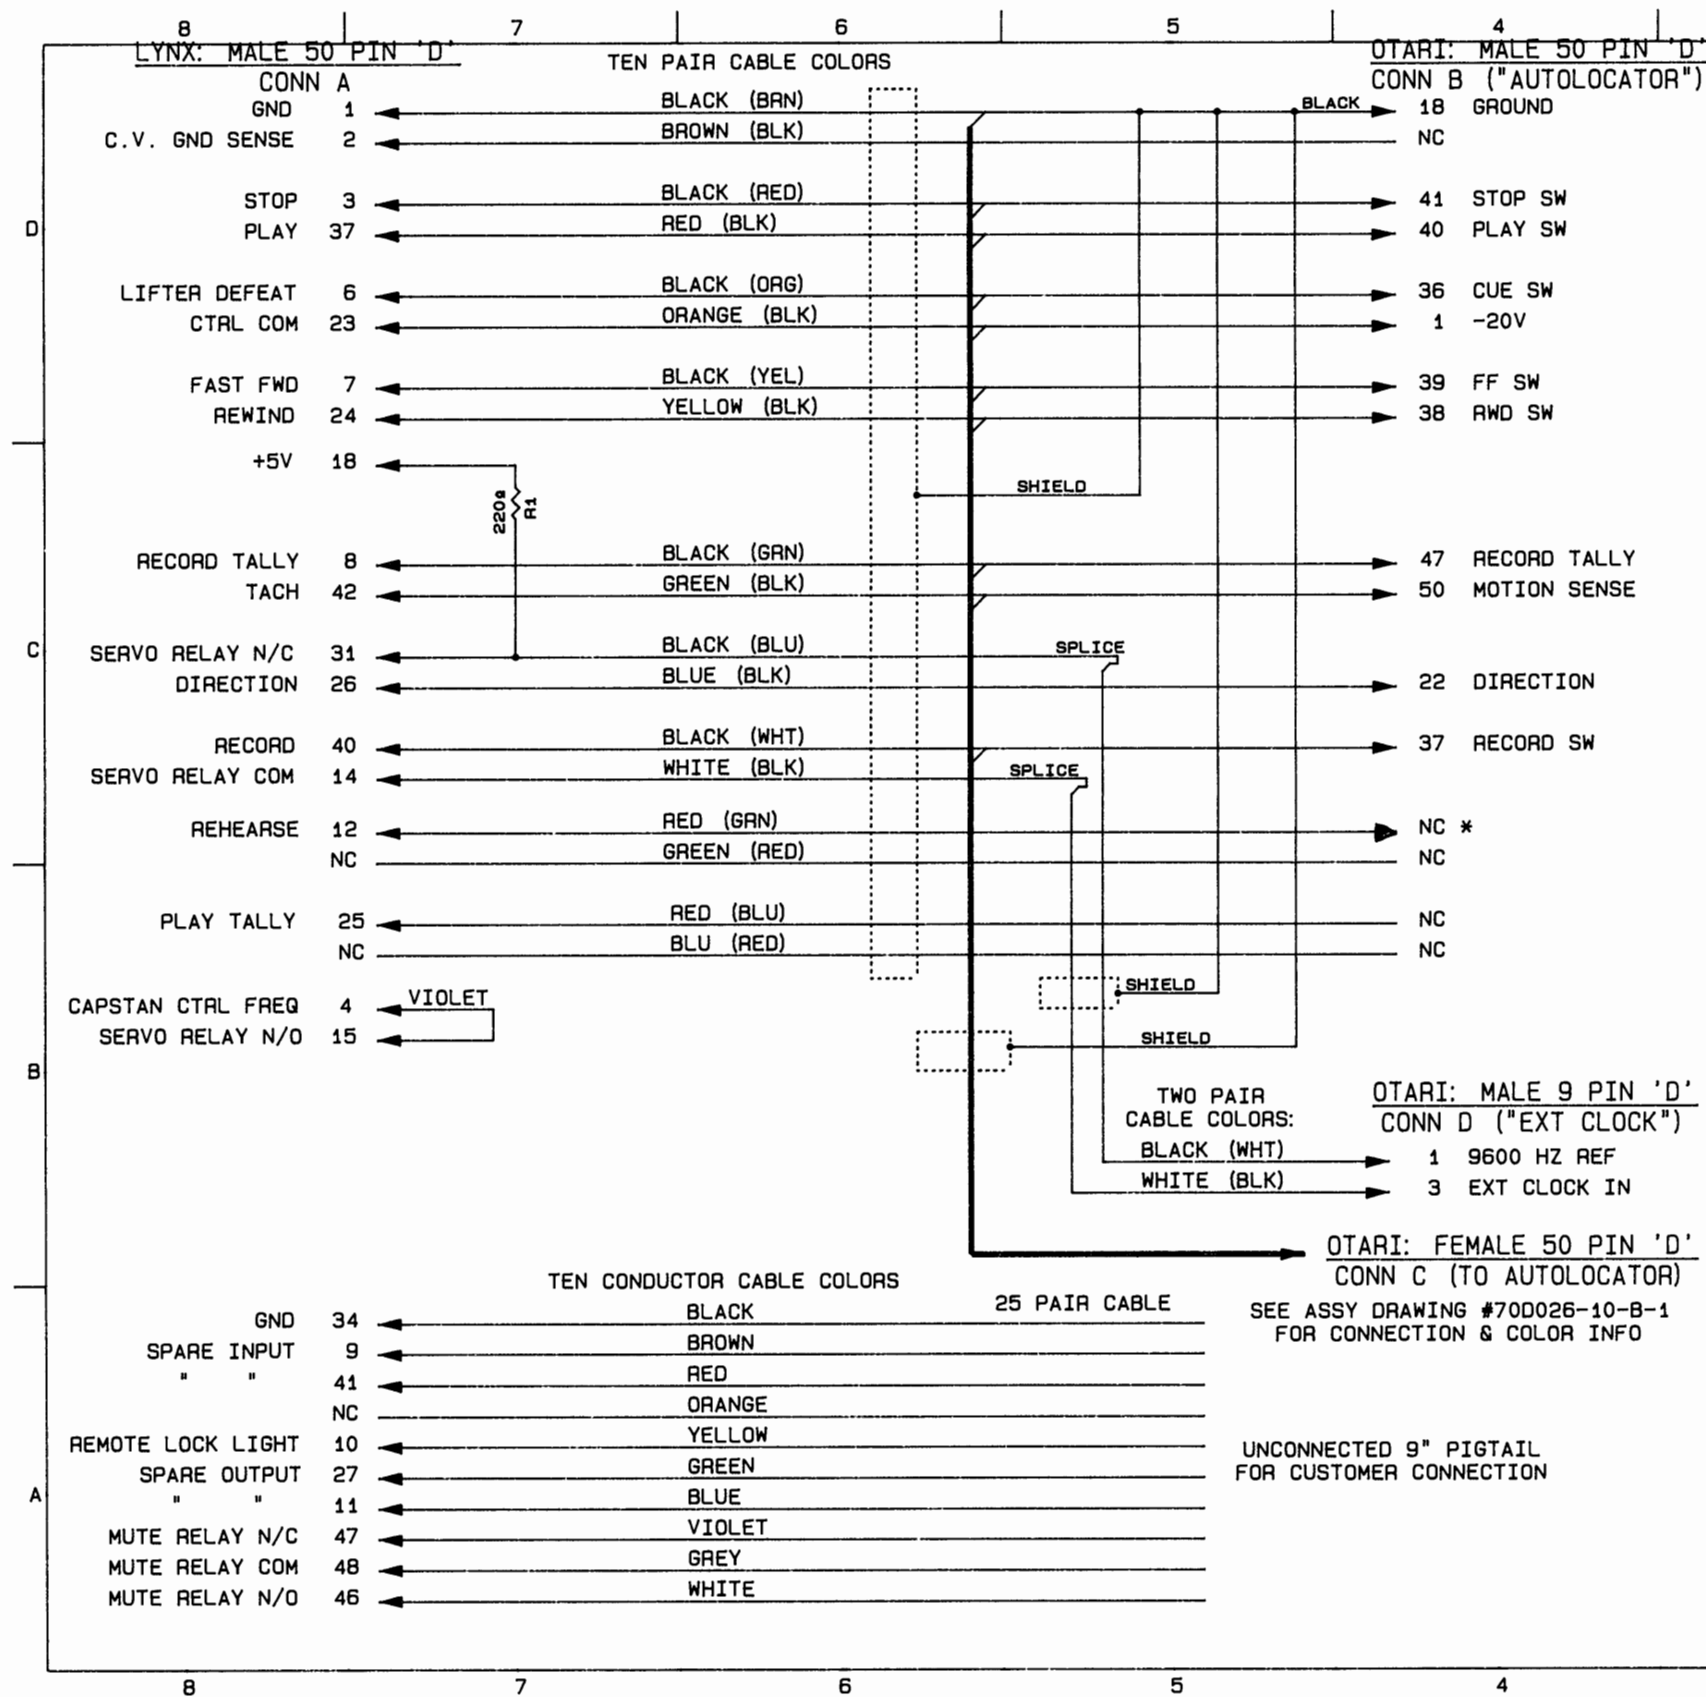 8 7 6 5 4
LYNX: MALE 50 PIN 'D' TEN PAIR CABLE COLORS OTARI: MALE 50 PIN 'D'
CONN A CONN B ("AUTOLOCATOR")
GND 1 BLACK (BRN) BLACK 18 GROUND
C.V. GND SENSE 2 BROWN (BLK) NC
STOP 3 BLACK (RED) 41 STOP SW
D PLAY 37 RED (BLK) 40 PLAY SW
LIFTER DEFEAT 6 BLACK (ORG) 36 CUE SW
CTRL COM 23 ORANGE (BLK) 1 -20V
FAST FWD 7 BLACK (YEL) 39 FF SW
REWIND 24 YELLOW (BLK) 38 RWD SW
+5V 18
220Ω R1 SHIELD
RECORD TALLY 8 BLACK (GRN) 47 RECORD TALLY
TACH 42 GREEN (BLK) 50 MOTION SENSE
C SERVO RELAY N/C 31 BLACK (BLU) SPLICE
DIRECTION 26 BLUE (BLK) 22 DIRECTION
RECORD 40 BLACK (WHT) 37 RECORD SW
SERVO RELAY COM 14 WHITE (BLK) SPLICE
REHEARSE 12 RED (GRN) NC *
NC GREEN (RED) NC
PLAY TALLY 25 RED (BLU) NC
NC BLU (RED) NC
CAPSTAN CTRL FREQ 4 VIOLET SHIELD
SERVO RELAY N/O 15 SHIELD
B
TWO PAIR OTARI: MALE 9 PIN 'D'
CABLE COLORS: CONN D ("EXT CLOCK")
BLACK (WHT) 1 9600 HZ REF
WHITE (BLK) 3 EXT CLOCK IN
OTARI: FEMALE 50 PIN 'D'
TEN CONDUCTOR CABLE COLORS CONN C (TO AUTOLOCATOR)
25 PAIR CABLE SEE ASSY DRAWING #70D026-10-B-1
FOR CONNECTION & COLOR INFO
GND 34 BLACK
SPARE INPUT 9 BROWN
" " 41 RED
NC ORANGE
REMOTE LOCK LIGHT 10 YELLOW UNCONNECTED 9" PIGTAIL
SPARE OUTPUT 27 GREEN FOR CUSTOMER CONNECTION
A " " 11 BLUE
MUTE RELAY N/C 47 VIOLET
MUTE RELAY COM 48 GREY
MUTE RELAY N/O 46 WHITE
8 7 6 5 4